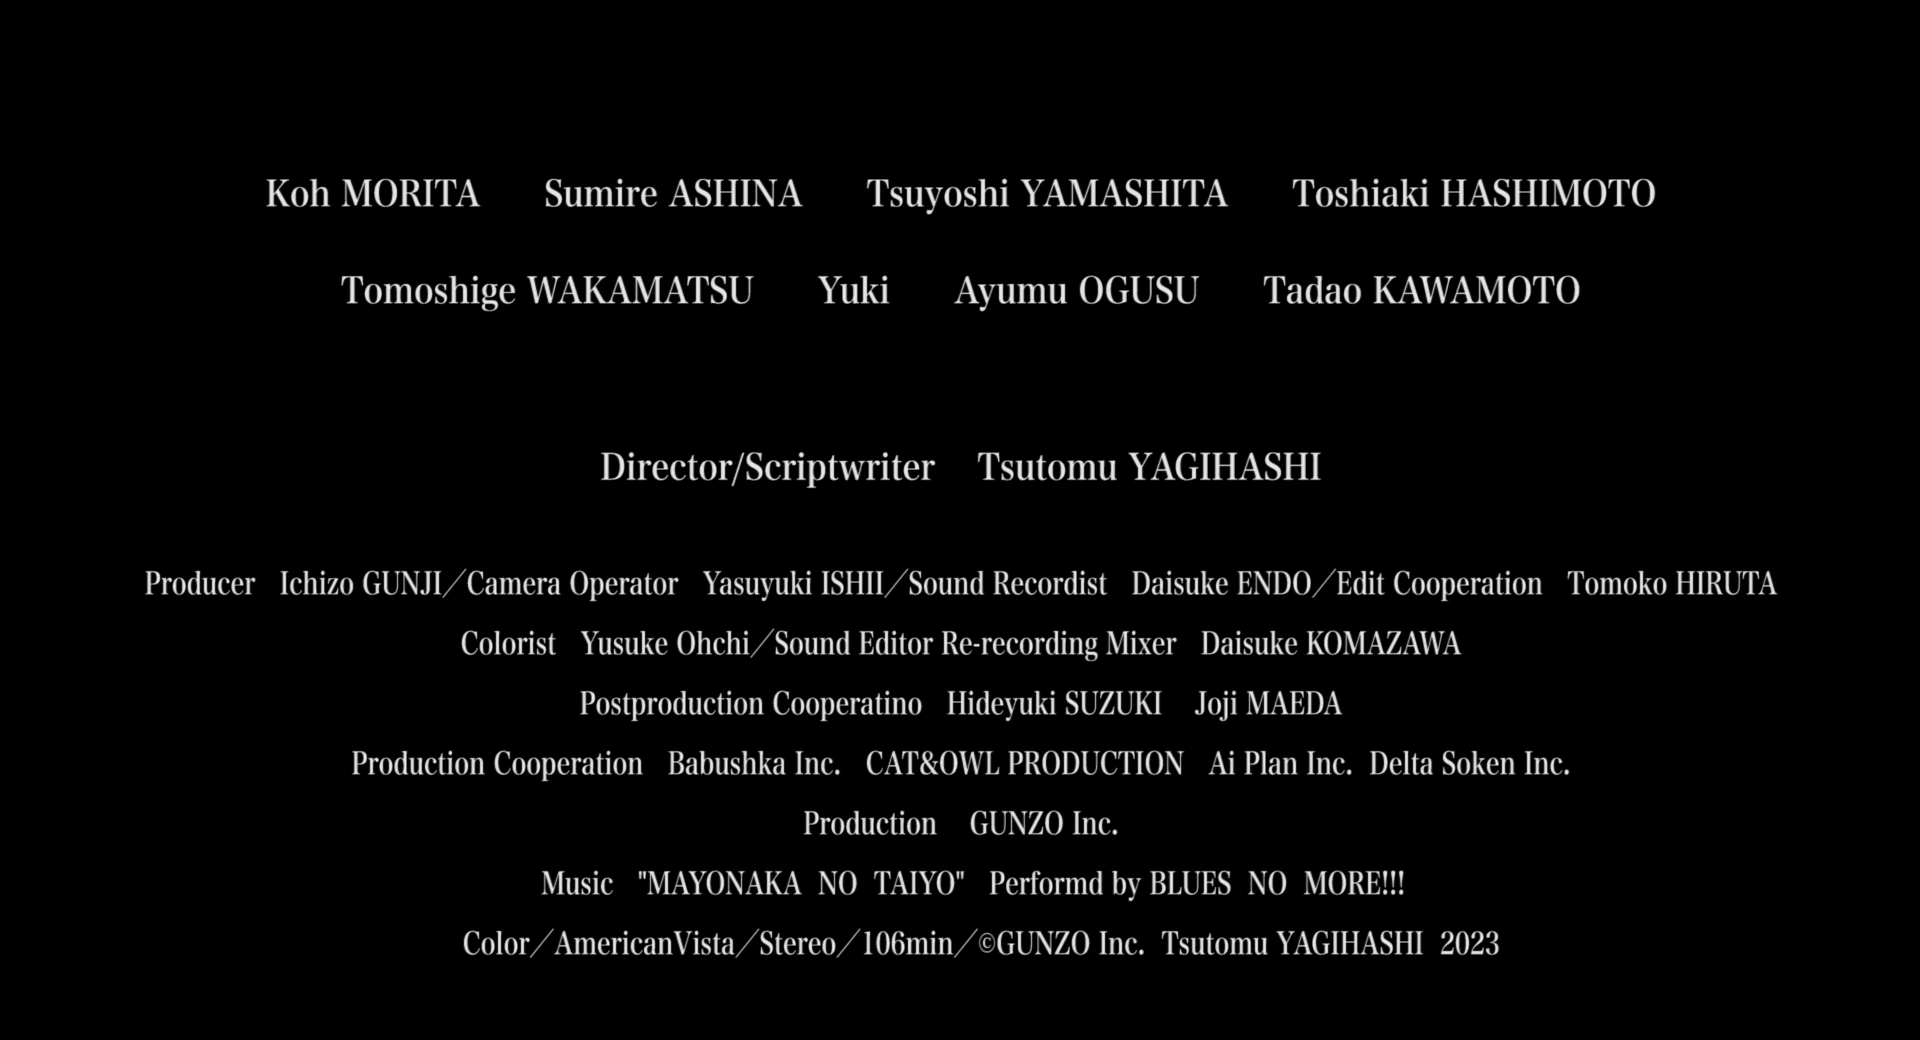 Koh MORITA Sumire ASHINA Tsuyoshi YAMASHITA Toshiaki HASHIMOTO
Tomoshige WAKAMATSU Yuki Ayumu OGUSU Tadao KAWAMOTO
Director/Scriptwriter Tsutomu YAGIHASHI
Producer Ichizo GUNJI／Camera Operator Yasuyuki ISHII／Sound Recordist Daisuke ENDO／Edit Cooperation Tomoko HIRUTA
Colorist Yusuke Ohchi／Sound Editor Re-recording Mixer Daisuke KOMAZAWA
Postproduction Cooperatino Hideyuki SUZUKI Joji MAEDA
Production Cooperation Babushka Inc. CAT&OWL PRODUCTION Ai Plan Inc. Delta Soken Inc.
Production GUNZO Inc.
Music "MAYONAKA NO TAIYO" Performd by BLUES NO MORE!!!
Color／AmericanVista／Stereo／106min／©GUNZO Inc. Tsutomu YAGIHASHI 2023